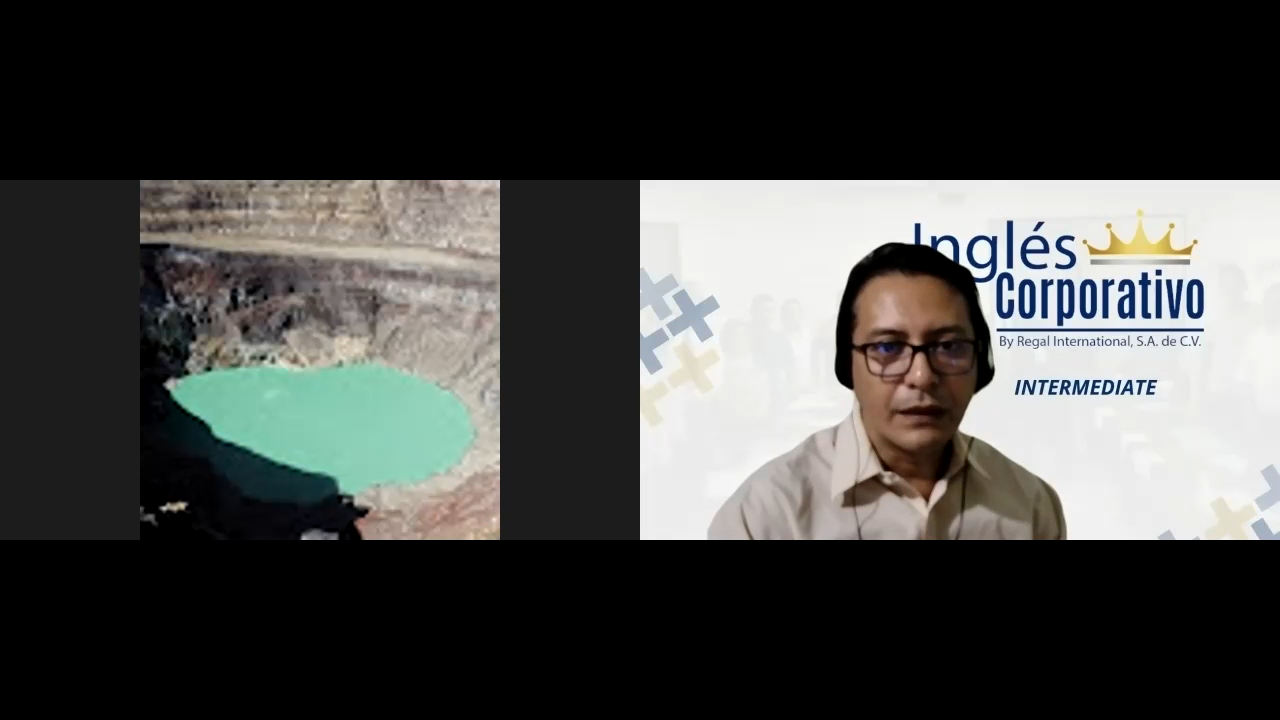 Inglés
Corporativo
By Regal International, S.A. de C.V.
INTERMEDIATE